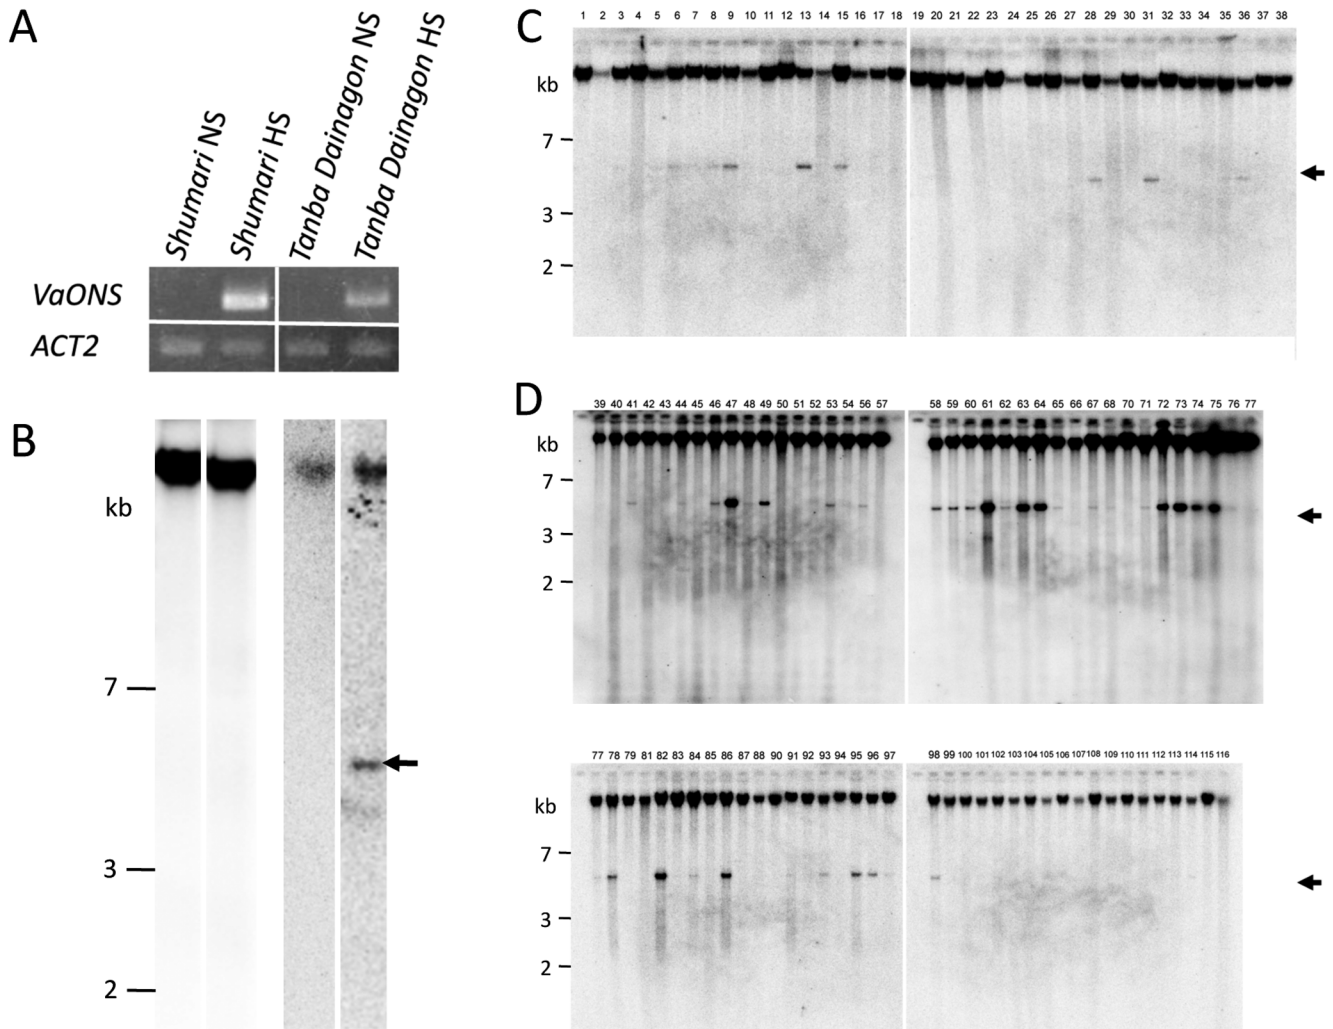 A
Shumari NS
Shumari HS
Tanba Dainagon NS
Tanba Dainagon HS
VaONS
ACT2
B
kb
7
3
2
C
1 2 3 4 5 6 7 8 9 10 11 12 13 14 15 16 17 18 19 20 21 22 23 24 25 26 27 28 29 30 31 32 33 34 35 36 37 38
kb
7
3
2
D
39 40 41 42 43 44 45 46 47 48 49 50 51 52 53 54 56 57 58 59 60 61 62 63 64 65 66 67 68 70 71 72 73 74 75 76 77
kb
7
3
2
77 78 79 81 82 83 84 85 86 87 88 90 91 92 93 94 95 96 97 98 99 100 101 102 103 104 105 106 107 108 109 110 111 112 113 114 115 116
kb
7
3
2